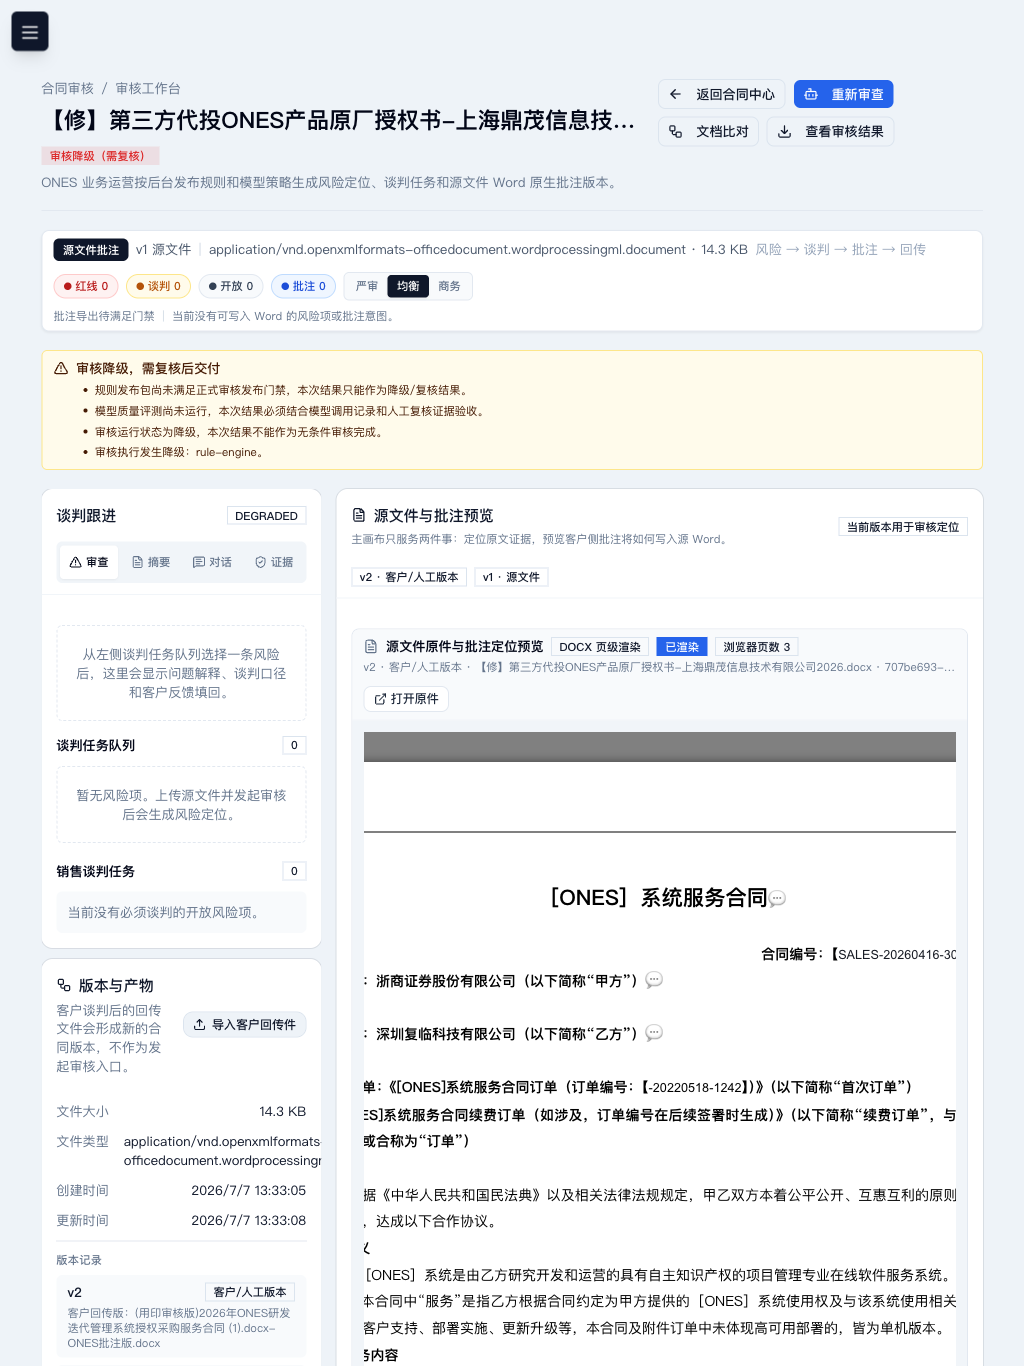 合同审核 / 审核工作台
【修】第三方代投ONES产品原厂授权书-上海鼎茂信息技...
审核降级（需复核）
ONES 业务运营按后台发布规则和模型策略生成风险定位、谈判任务和源文件 Word 原生批注版本。
返回合同中心
重新审查
文档比对
查看审核结果
源文件批注 v1 源文件 application/vnd.openxmlformats-officedocument.wordprocessingml.document · 14.3 KB 风险 → 谈判 → 批注 → 回传
红线 0 谈判 0 开放 0 批注 0 严审 均衡 商务
批注导出待满足门禁 当前没有可写入 Word 的风险项或批注意图。
审核降级，需复核后交付
• 规则发布包尚未满足正式审核发布门禁，本次结果只能作为降级/复核结果。
• 模型质量评测尚未运行，本次结果必须结合模型调用记录和人工复核证据验收。
• 审核运行状态为降级，本次结果不能作为无条件审核完成。
• 审核执行发生降级：rule-engine。
谈判跟进 DEGRADED
审查 摘要 对话 证据
从左侧谈判任务队列选择一条风险
后，这里会显示问题解释、谈判口径
和客户反馈填回。
谈判任务队列 0
暂无风险项。上传源文件并发起审核
后会生成风险定位。
销售谈判任务 0
当前没有必须谈判的开放风险项。
版本与产物
客户谈判后的回传
文件会形成新的合
同版本，不作为发
起审核入口。
导入客户回传件
文件大小 14.3 KB
文件类型 application/vnd.openxmlformats-
officedocument.wordprocessingr
创建时间 2026/7/7 13:33:05
更新时间 2026/7/7 13:33:08
版本记录
v2 客户/人工版本
客户回传版：(用印审核版)2026年ONES研发
迭代管理系统授权采购服务合同 (1).docx-
ONES批注版.docx
源文件与批注预览
主画布只服务两件事：定位原文证据，预览客户侧批注将如何写入源 Word。
当前版本用于审核定位
v2 · 客户/人工版本 v1 · 源文件
源文件原件与批注定位预览 DOCX 页级渲染 已渲染 浏览器页数 3
v2 · 客户/人工版本 · 【修】第三方代投ONES产品原厂授权书-上海鼎茂信息技术有限公司2026.docx · 707be693-...
打开原件
［ONES］系统服务合同
合同编号：【SALES-20260416-30
：浙商证券股份有限公司（以下简称“甲方”）
：深圳复临科技有限公司（以下简称“乙方”）
单：《[ONES]系统服务合同订单（订单编号：【-20220518-1242】）》（以下简称“首次订单”）
ES]系统服务合同续费订单（如涉及，订单编号在后续签署时生成）》（以下简称“续费订单”，与
或合称为“订单”）
据《中华人民共和国民法典》以及相关法律法规规定，甲乙双方本着公平公开、互惠互利的原则
，达成以下合作协议。
义
［ONES］系统是由乙方研究开发和运营的具有自主知识产权的项目管理专业在线软件服务系统。
本合同中“服务”是指乙方根据合同约定为甲方提供的［ONES］系统使用权及与该系统使用相关
客户支持、部署实施、更新升级等，本合同及附件订单中未体现高可用部署的，皆为单机版本。
务内容